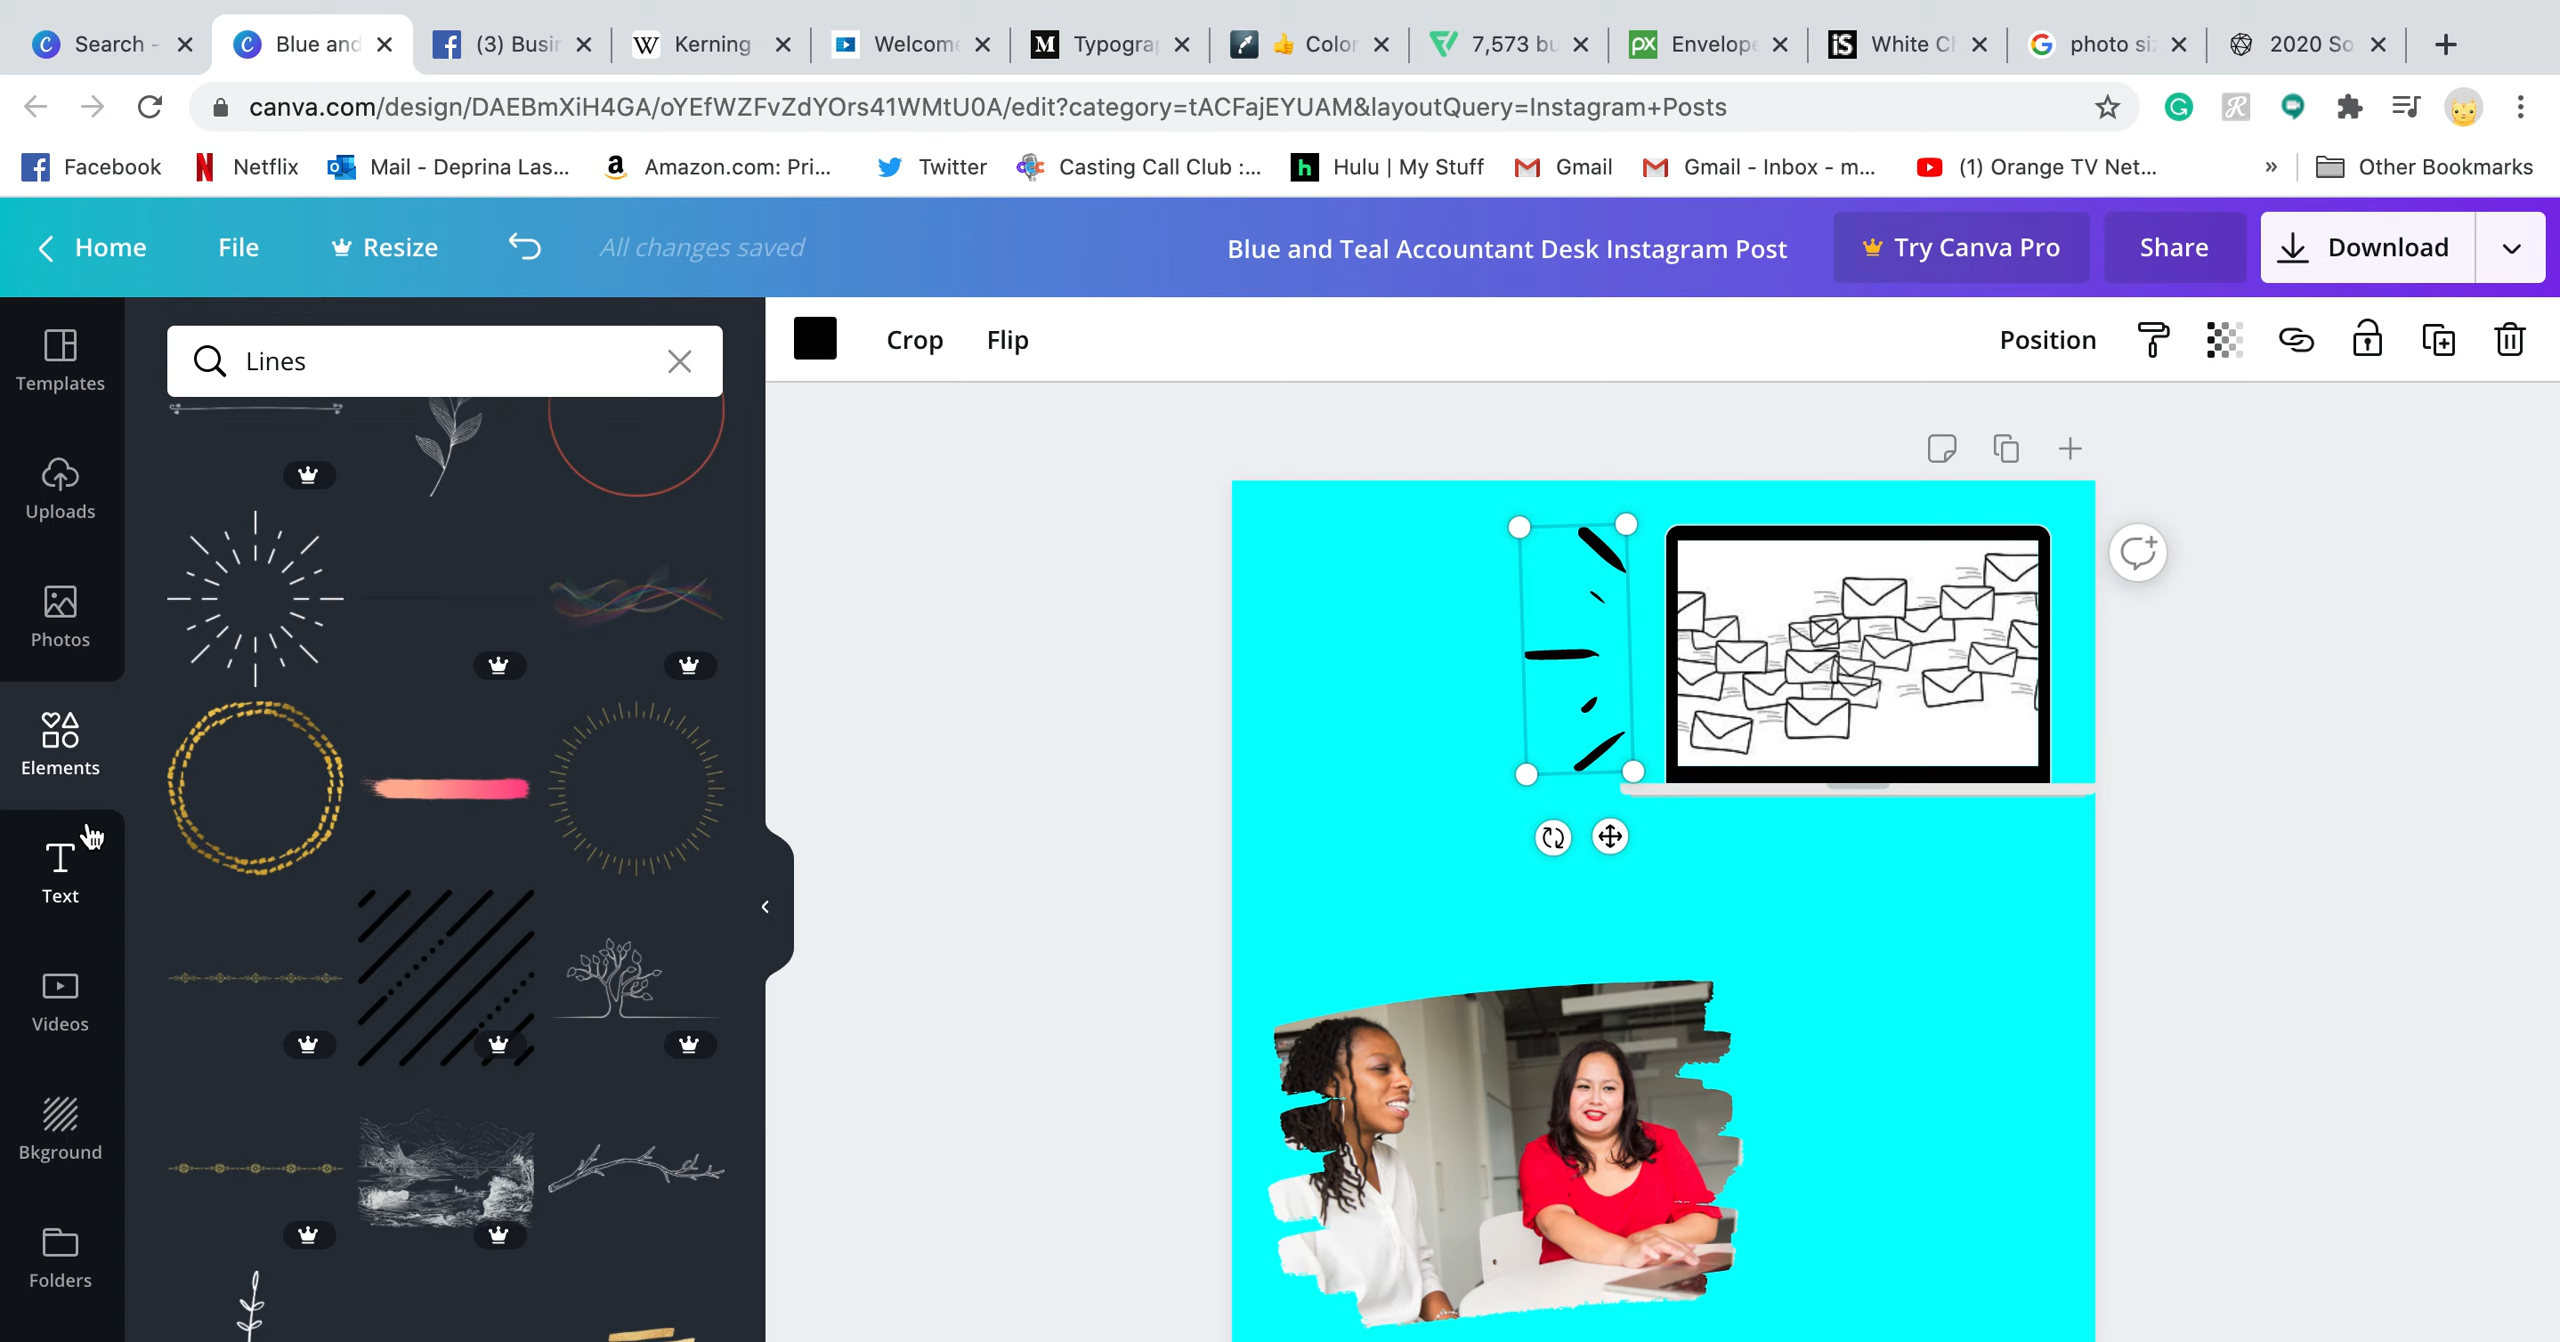 Search -
Blue and
(3) Busin
Kerning
Welcome
Typogra
👍 Color
7,573 bu
Envelope
White Ch
photo si
2020 So
canva.com/design/DAEBmXiH4GA/oYEfWZFvZdYOrs41WMtU0A/edit?category=tACFajEYUAM&layoutQuery=Instagram+Posts
Facebook
Netflix
Mail - Deprina Las...
Amazon.com: Pri...
Twitter
Casting Call Club :...
Hulu | My Stuff
Gmail
Gmail - Inbox - m...
(1) Orange TV Net...
»
Other Bookmarks
Home
File
Resize
All changes saved
Blue and Teal Accountant Desk Instagram Post
Try Canva Pro
Share
Download
Lines
Crop
Flip
Position
Templates
Uploads
Photos
Elements
Text
Videos
Bkground
Folders